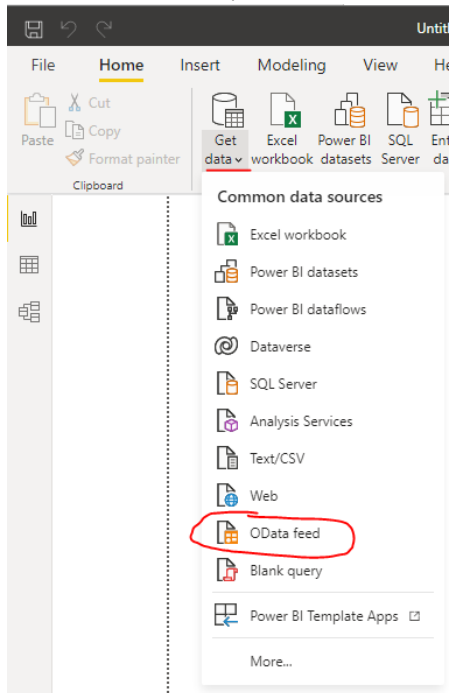 Untitl
File Home Insert Modeling View He
Paste
Cut
Copy
Format painter
Clipboard
Get data
Excel workbook
Power BI datasets
SQL Server
Ent
da
Common data sources
Excel workbook
Power BI datasets
Power BI dataflows
Dataverse
SQL Server
Analysis Services
Text/CSV
Web
OData feed
Blank query
Power BI Template Apps
More...